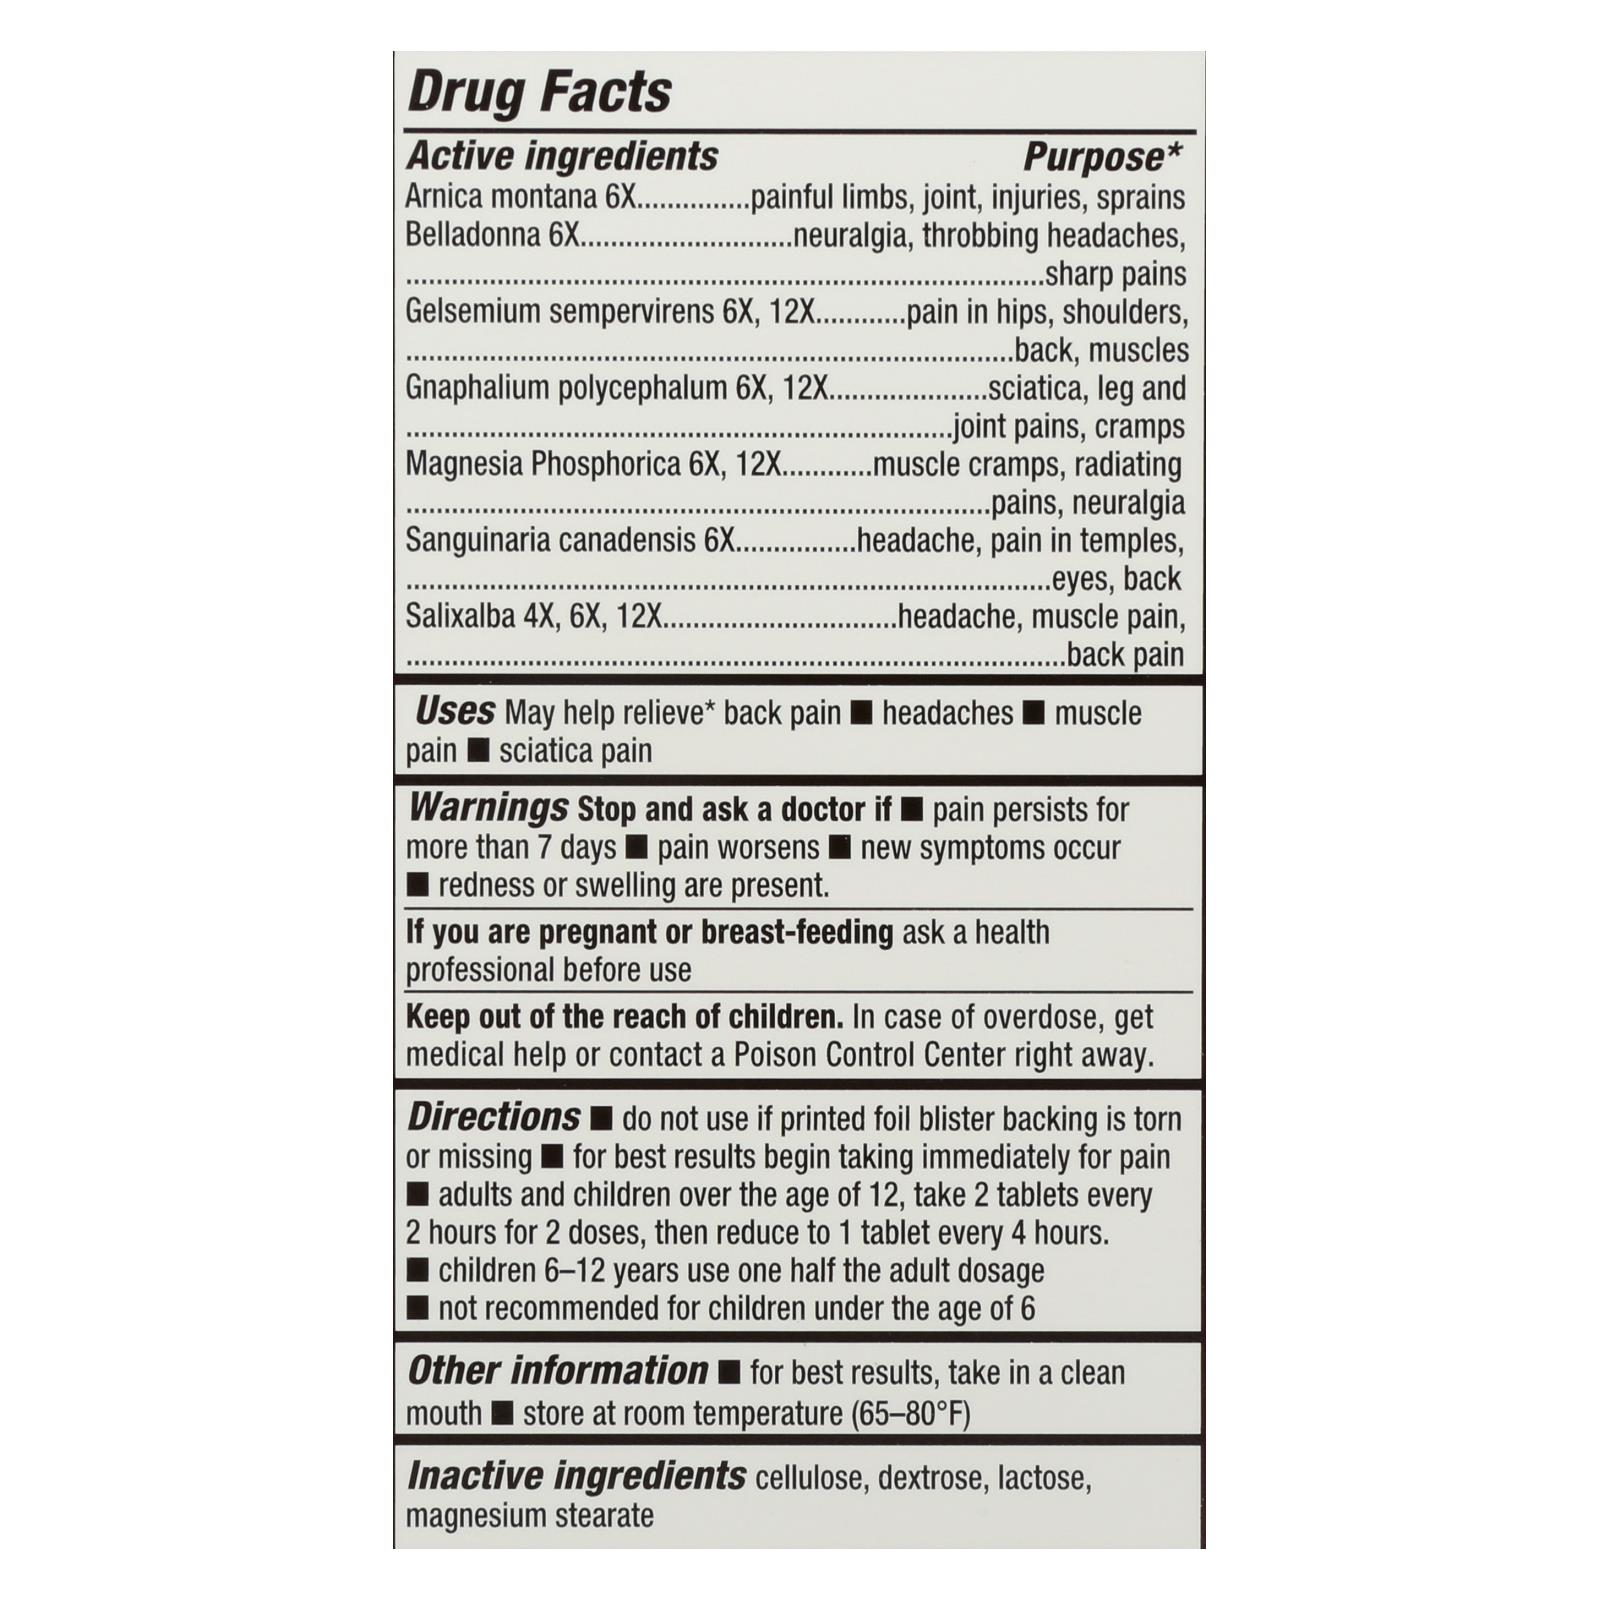 Drug Facts
Active ingredients Purpose*
Arnica montana 6X...............painful limbs, joint, injuries, sprains
Belladonna 6X............................neuralgia, throbbing headaches,
.....................................................................................sharp pains
Gelsemium sempervirens 6X, 12X............pain in hips, shoulders,
.................................................................................back, muscles
Gnaphalium polycephalum 6X, 12X.....................sciatica, leg and
.........................................................................joint pains, cramps
Magnesia Phosphorica 6X, 12X............muscle cramps, radiating
..............................................................................pains, neuralgia
Sanguinaria canadensis 6X................headache, pain in temples,
......................................................................................eyes, back
Salixalba 4X, 6X, 12X...............................headache, muscle pain,
........................................................................................back pain
Uses May help relieve* back pain ■ headaches ■ muscle
pain ■ sciatica pain
Warnings Stop and ask a doctor if ■ pain persists for
more than 7 days ■ pain worsens ■ new symptoms occur
■ redness or swelling are present.
If you are pregnant or breast-feeding ask a health
professional before use
Keep out of the reach of children. In case of overdose, get
medical help or contact a Poison Control Center right away.
Directions ■ do not use if printed foil blister backing is torn
or missing ■ for best results begin taking immediately for pain
■ adults and children over the age of 12, take 2 tablets every
2 hours for 2 doses, then reduce to 1 tablet every 4 hours.
■ children 6–12 years use one half the adult dosage
■ not recommended for children under the age of 6
Other information ■ for best results, take in a clean
mouth ■ store at room temperature (65–80°F)
Inactive ingredients cellulose, dextrose, lactose,
magnesium stearate